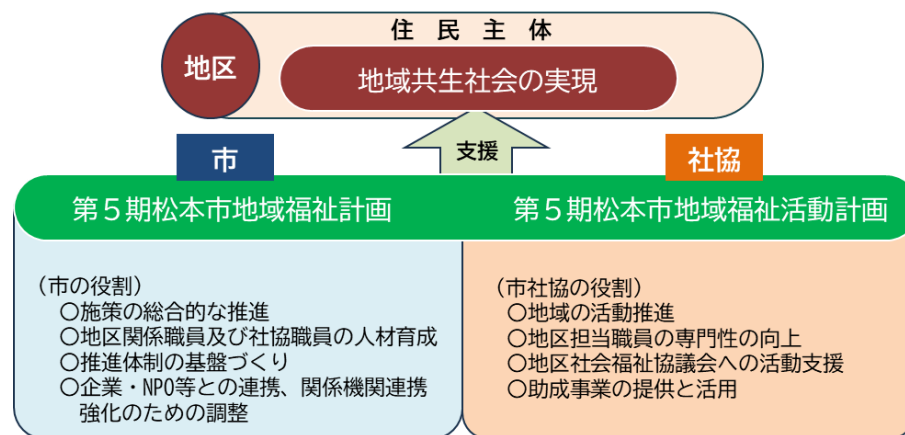 住民主体
地区
地域共生社会の実現
支援
市
社協
第５期松本市地域福祉計画
第５期松本市地域福祉活動計画
（市の役割）
○施策の総合的な推進
○地区関係職員及び社協職員の人材育成
○推進体制の基盤づくり
○企業・NPO等との連携、関係機関連携
強化のための調整
（市社協の役割）
○地域の活動推進
○地区担当職員の専門性の向上
○地区社会福祉協議会への活動支援
○助成事業の提供と活用